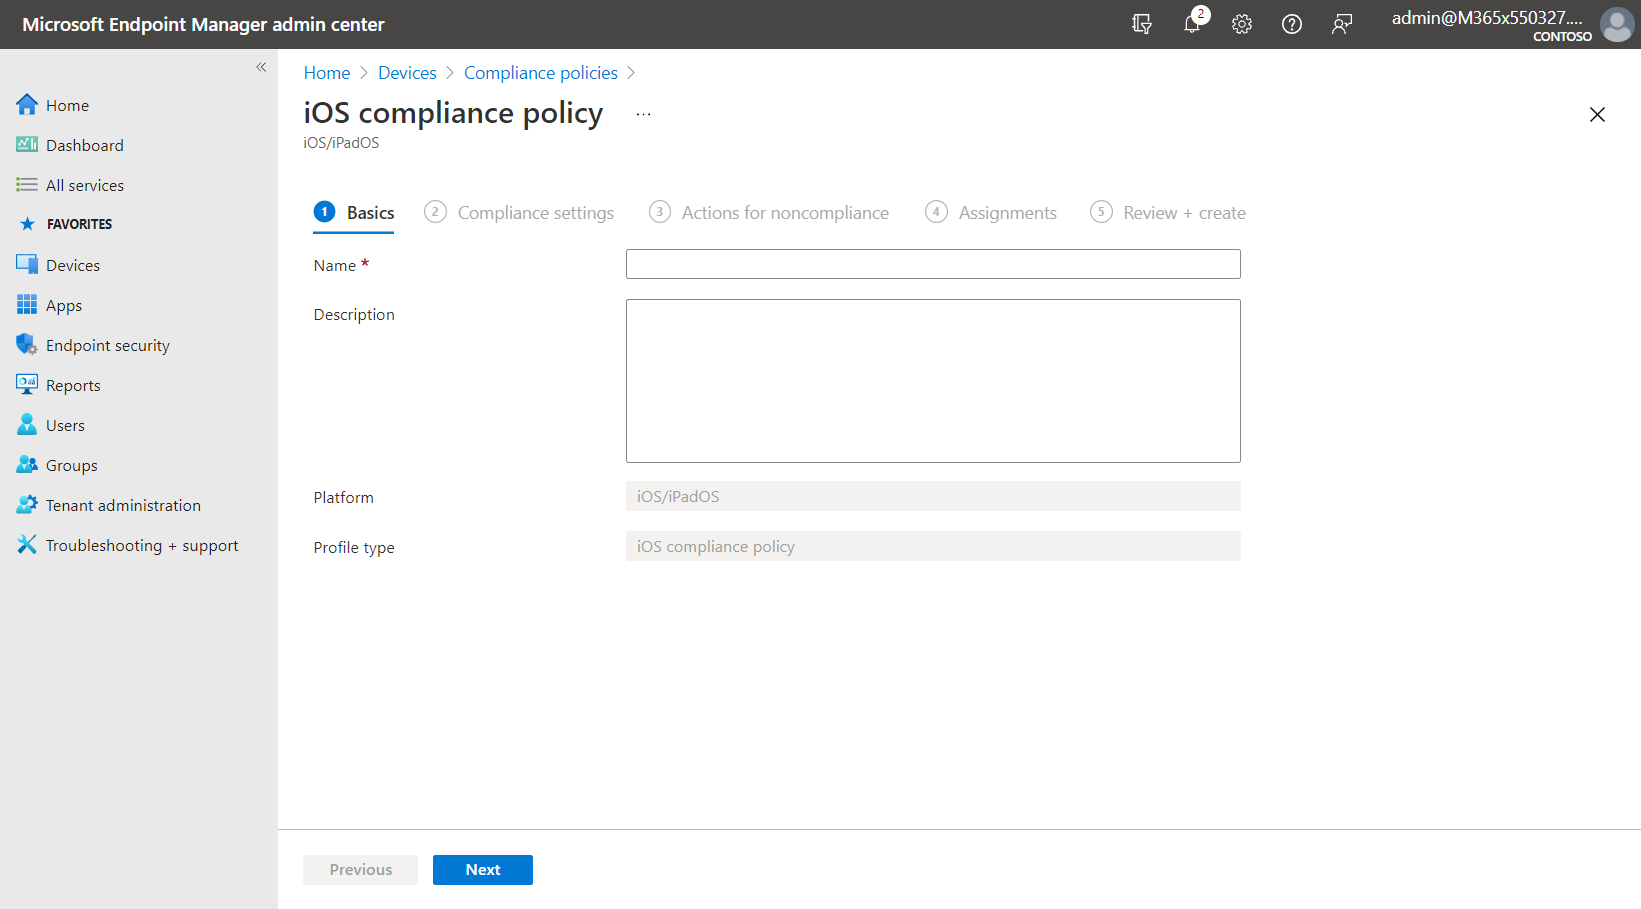 Microsoft Endpoint Manager admin center
2
admin@M365x550327....
CONTOSO
«
Home
Dashboard
All services
FAVORITES
Devices
Apps
Endpoint security
Reports
Users
Groups
Tenant administration
Troubleshooting + support
Home > Devices > Compliance policies >
iOS compliance policy ...
iOS/iPadOS
1 Basics 2 Compliance settings 3 Actions for noncompliance 4 Assignments 5 Review + create
Name *
Description
Platform iOS/iPadOS
Profile type iOS compliance policy
Previous Next